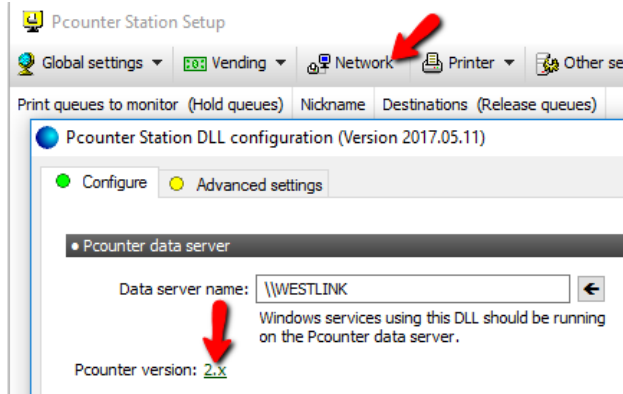 Pcounter Station Setup
Global settings Vending Network Printer Other se
Print queues to monitor (Hold queues) Nickname Destinations (Release queues)
Pcounter Station DLL configuration (Version 2017.05.11)
Configure Advanced settings
• Pcounter data server
Data server name: \\WESTLINK
Windows services using this DLL should be running
on the Pcounter data server.
Pcounter version: 2.x